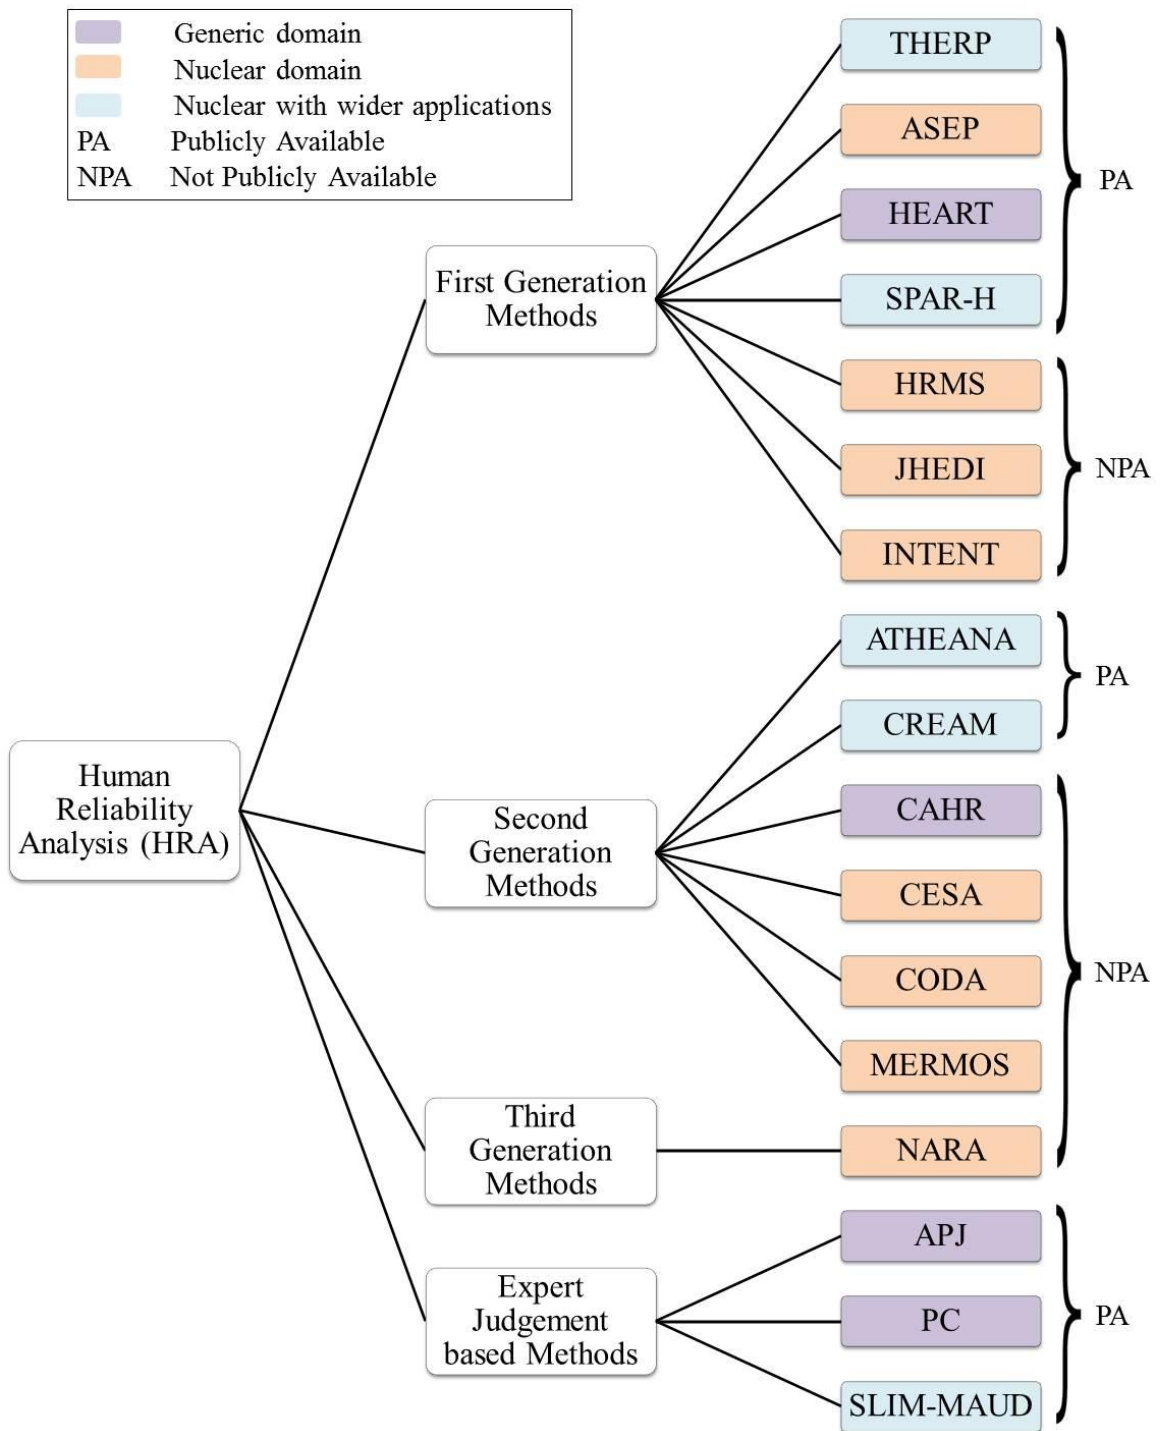 Generic domain
Nuclear domain
Nuclear with wider applications
PA Publicly Available
NPA Not Publicly Available
Human
Reliability
Analysis (HRA)
First Generation
Methods
THERP
ASEP
HEART
SPAR-H
PA
HRMS
JHEDI
INTENT
NPA
Second
Generation
Methods
ATHEANA
CREAM
PA
CAHR
CESA
CODA
MERMOS
Third
Generation
Methods
NARA
NPA
Expert
Judgement
based Methods
APJ
PC
SLIM-MAUD
PA